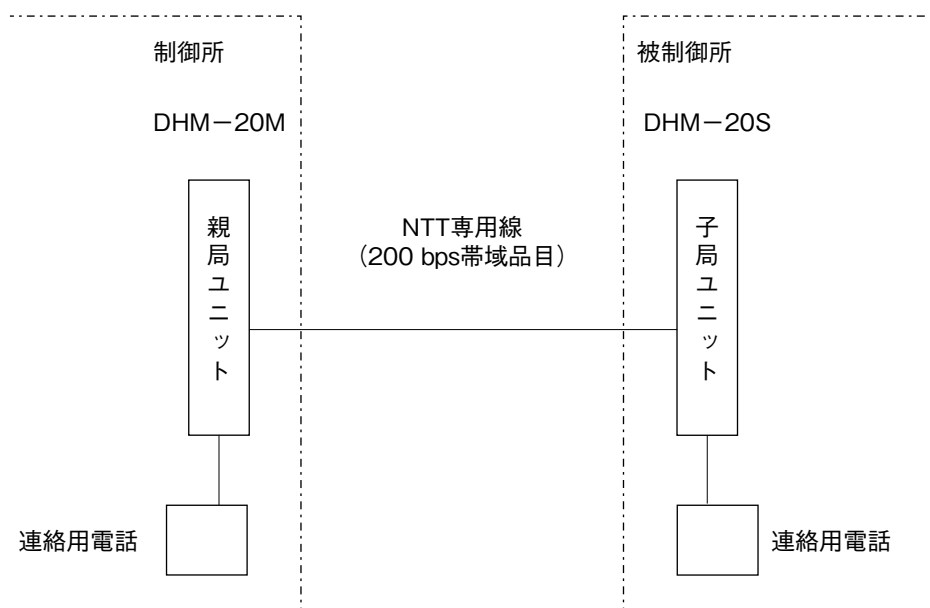 制御所
被制御所
DHM－20M
DHM－20S
親局ユニット
NTT専用線
（200 bps帯域品目）
子局ユニット
連絡用電話
連絡用電話